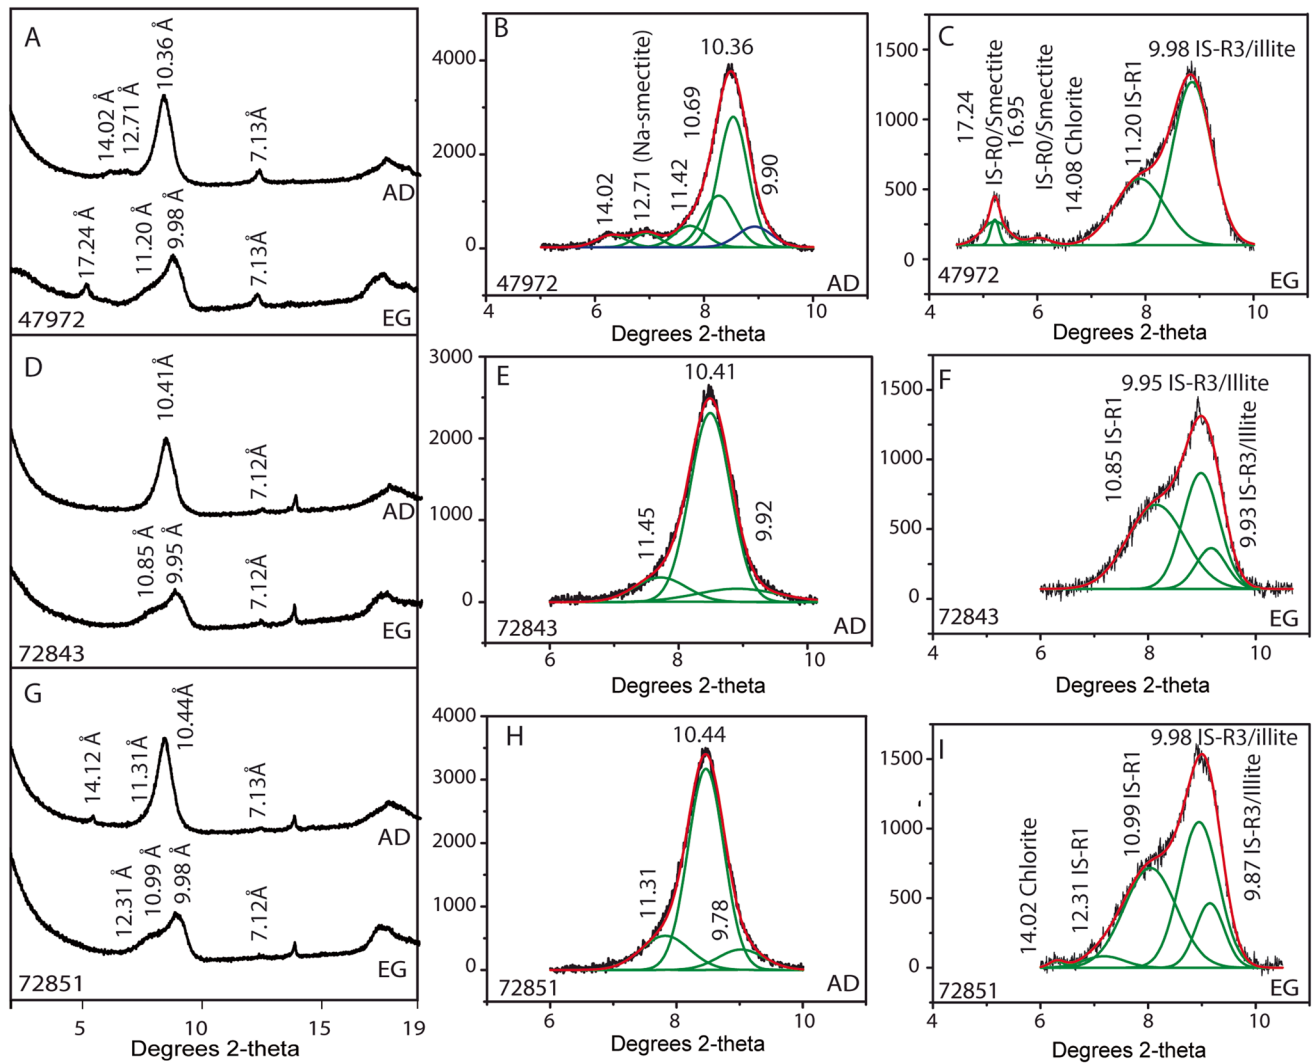 A
14.02 Å
12.71 Å
10.36 Å
7.13Å
AD
17.24 Å
11.20 Å
9.98 Å
7.13Å
47972
EG
B
4000
2000
0
14.02
12.71 (Na-smectite)
11.42
10.69
10.36
9.90
47972
AD
4
6
8
10
Degrees 2-theta
C
1500
1000
500
0
17.24
IS-R0/Smectite
16.95
IS-R0/Smectite
14.08 Chlorite
11.20 IS-R1
9.98 IS-R3/illite
47972
EG
4
6
8
10
Degrees 2-theta
D
10.41Å
7.12Å
AD
10.85 Å
9.95 Å
7.12Å
EG
72843
E
3000
2000
1000
0
11.45
10.41
9.92
72843
AD
6
8
10
Degrees 2-theta
F
1500
1000
500
0
10.85 IS-R1
9.95 IS-R3/Illite
9.93 IS-R3/Illite
72843
EG
4
6
8
10
Degrees 2-theta
G
14.12 Å
11.31Å
10.44Å
7.13Å
AD
12.31 Å
10.99 Å
9.98 Å
7.12Å
EG
72851
5
10
15
19
Degrees 2-theta
H
4000
3000
2000
1000
0
11.31
10.44
9.78
72851
AD
6
8
10
Degrees 2-theta
I
1500
1000
500
0
14.02 Chlorite
12.31 IS-R1
10.99 IS-R1
9.98 IS-R3/illite
9.87 IS-R3/Illite
72851
EG
4
6
8
10
Degrees 2-theta